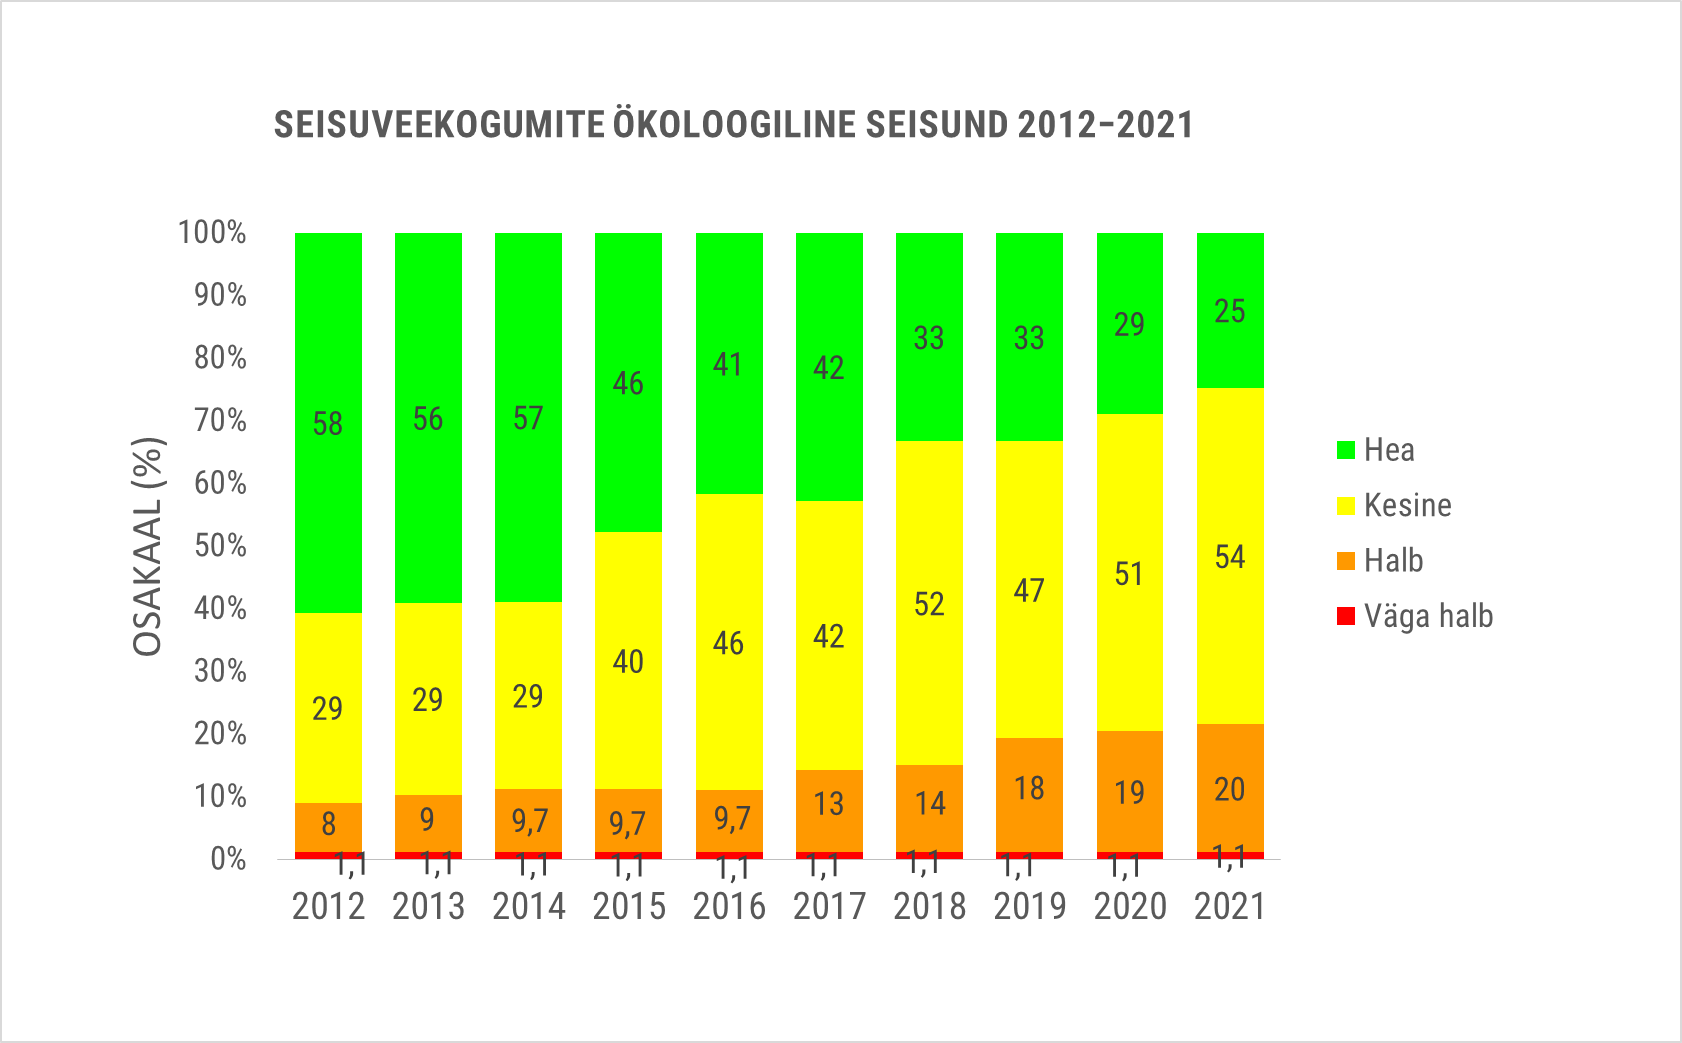 SEISUVEEKOGUMITE ÖKOLOOGILINE SEISUND 2012–2021
OSAKAAL (%)
100%
90%
80%
70%
60%
50%
40%
30%
20%
10%
0%
58 56 57 46 41 42 33 33 29 25
29 29 29 40 46 42 52 47 51 54
8 9 9,7 9,7 9,7 13 14 18 19 20
1,1 1,1 1,1 1,1 1,1 1,1 1,1 1,1 1,1 1,1
2012 2013 2014 2015 2016 2017 2018 2019 2020 2021
Hea
Kesine
Halb
Väga halb